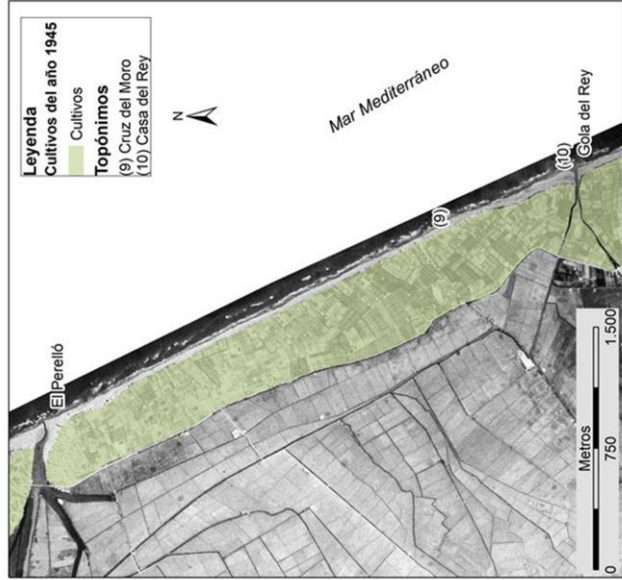 Leyenda
Cultivos del año 1945
Cultivos
Topónimos
(9) Cruz del Moro
(10) Casa del Rey
N
Mar Mediterráneo
El Perelló
(9)
(10)
Gola del Rey
Metros
0 750 1.500